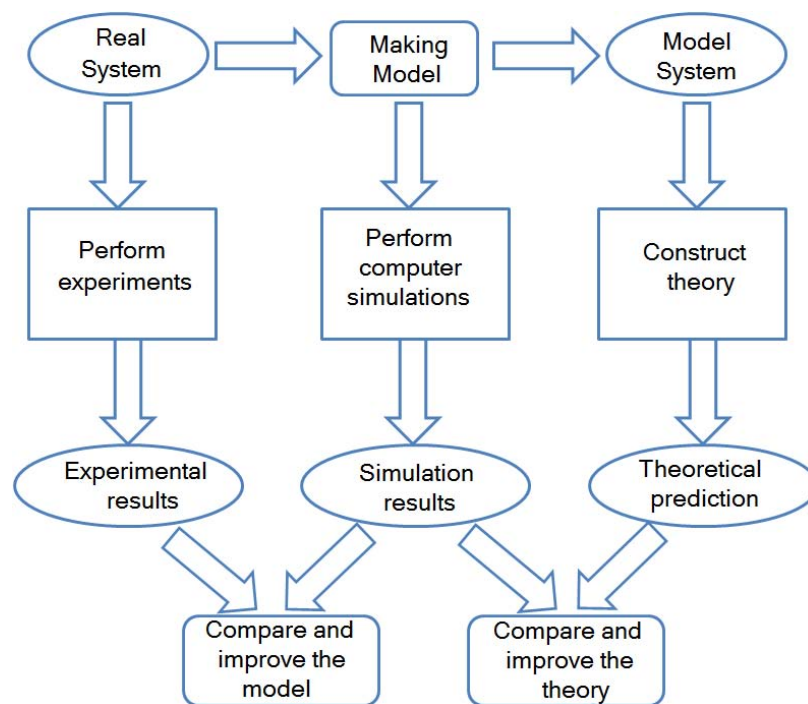 Real
System
Making
Model
Model
System
Perform
experiments
Perform
computer
simulations
Construct
theory
Experimental
results
Simulation
results
Theoretical
prediction
Compare and
improve the
model
Compare and
improve the
theory